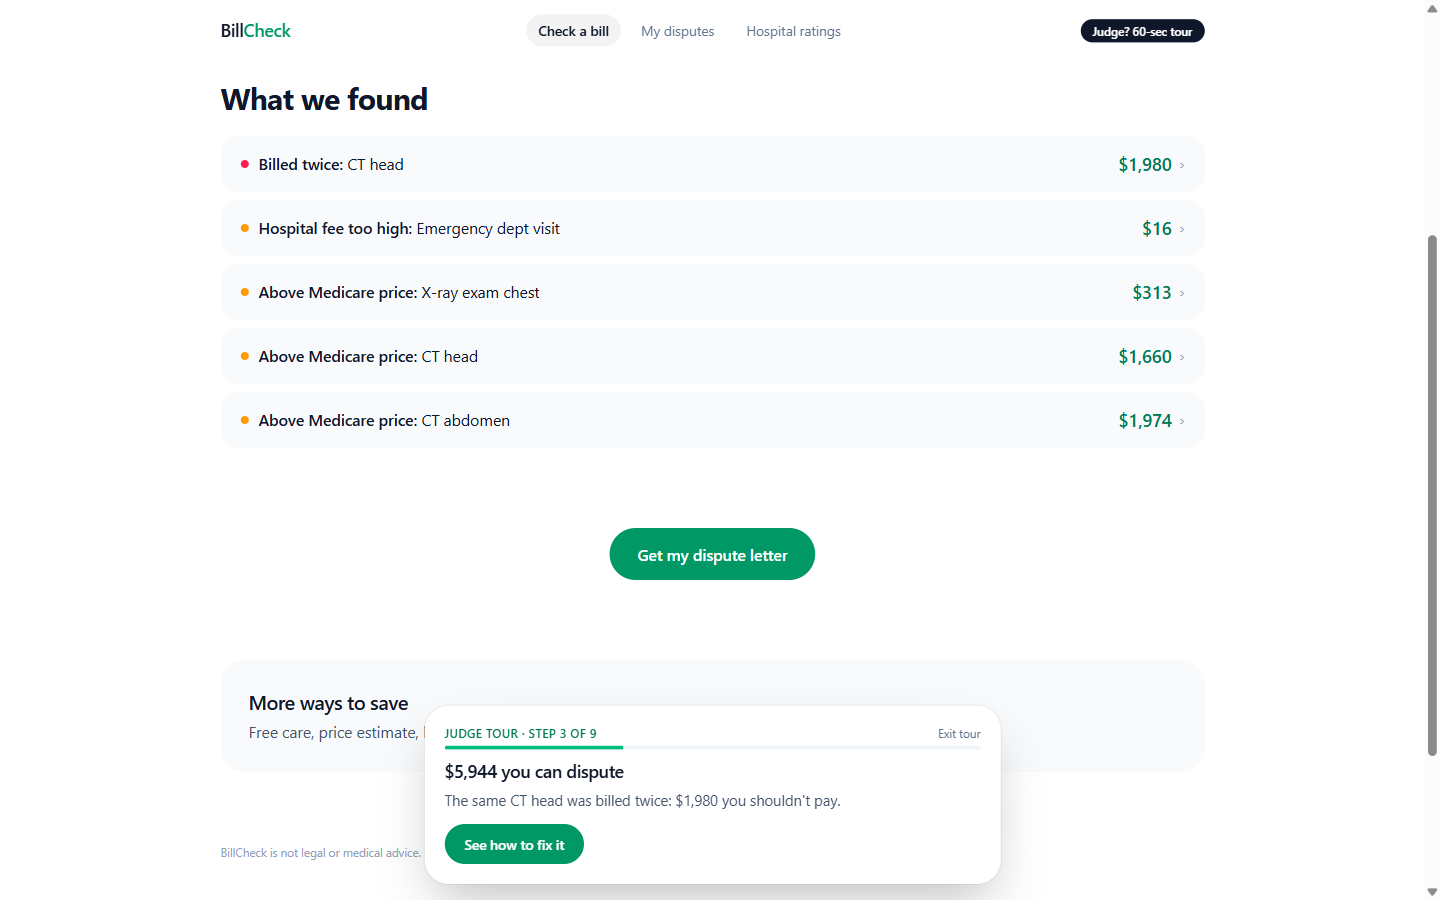 BillCheck
Check a bill
My disputes
Hospital ratings
Judge? 60-sec tour
What we found
Billed twice: CT head
$1,980
Hospital fee too high: Emergency dept visit
$16
Above Medicare price: X-ray exam chest
$313
Above Medicare price: CT head
$1,660
Above Medicare price: CT abdomen
$1,974
Get my dispute letter
More ways to save
Free care, price estimate,
JUDGE TOUR · STEP 3 OF 9
Exit tour
$5,944 you can dispute
The same CT head was billed twice: $1,980 you shouldn't pay.
See how to fix it
BillCheck is not legal or medical advice.